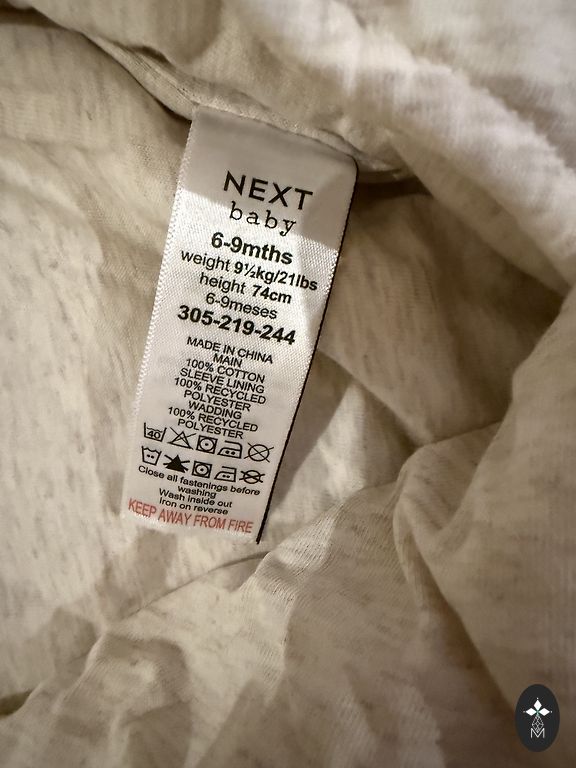 NEXT
baby
6-9mths
weight 9½kg/21lbs
height 74cm
6-9meses
305-219-244
MADE IN CHINA
MAIN
100% COTTON
SLEEVE LINING
100% RECYCLED
POLYESTER
WADDING
100% RECYCLED
POLYESTER
40
Close all fastenings before
washing
Wash inside out
Iron on reverse
KEEP AWAY FROM FIRE
M